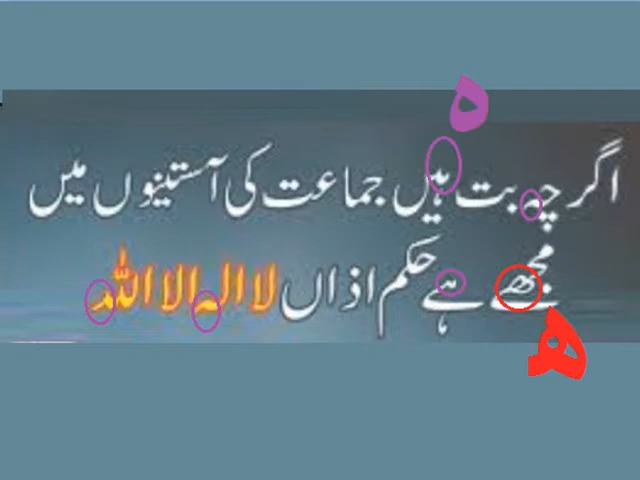 ہ
اگرچہ بت ہیں جماعت کی آستینوں میں
مجھے ہے حکم اذاں لا الہ الا اللہ
ھ